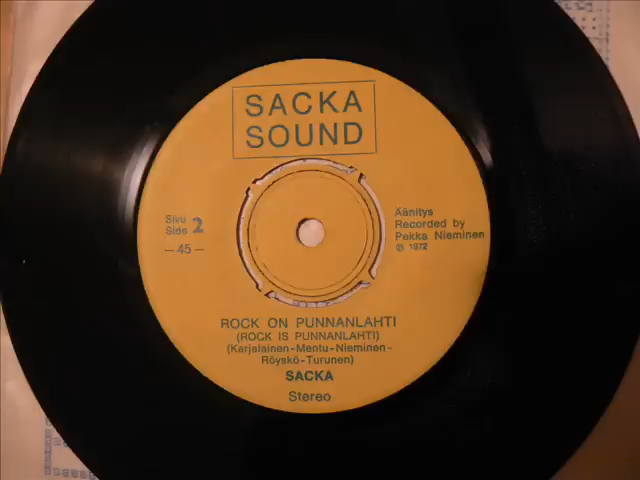 SACKA
SOUND
Sivu
Side 2
— 45 —
Äänitys
Recorded by
Pekka Nieminen
℗ 1972
ROCK ON PUNNANLAHTI
(ROCK IS PUNNANLAHTI)
(Karjalainen-Mentu-Nieminen-
Röyskö-Turunen)
SACKA
Stereo